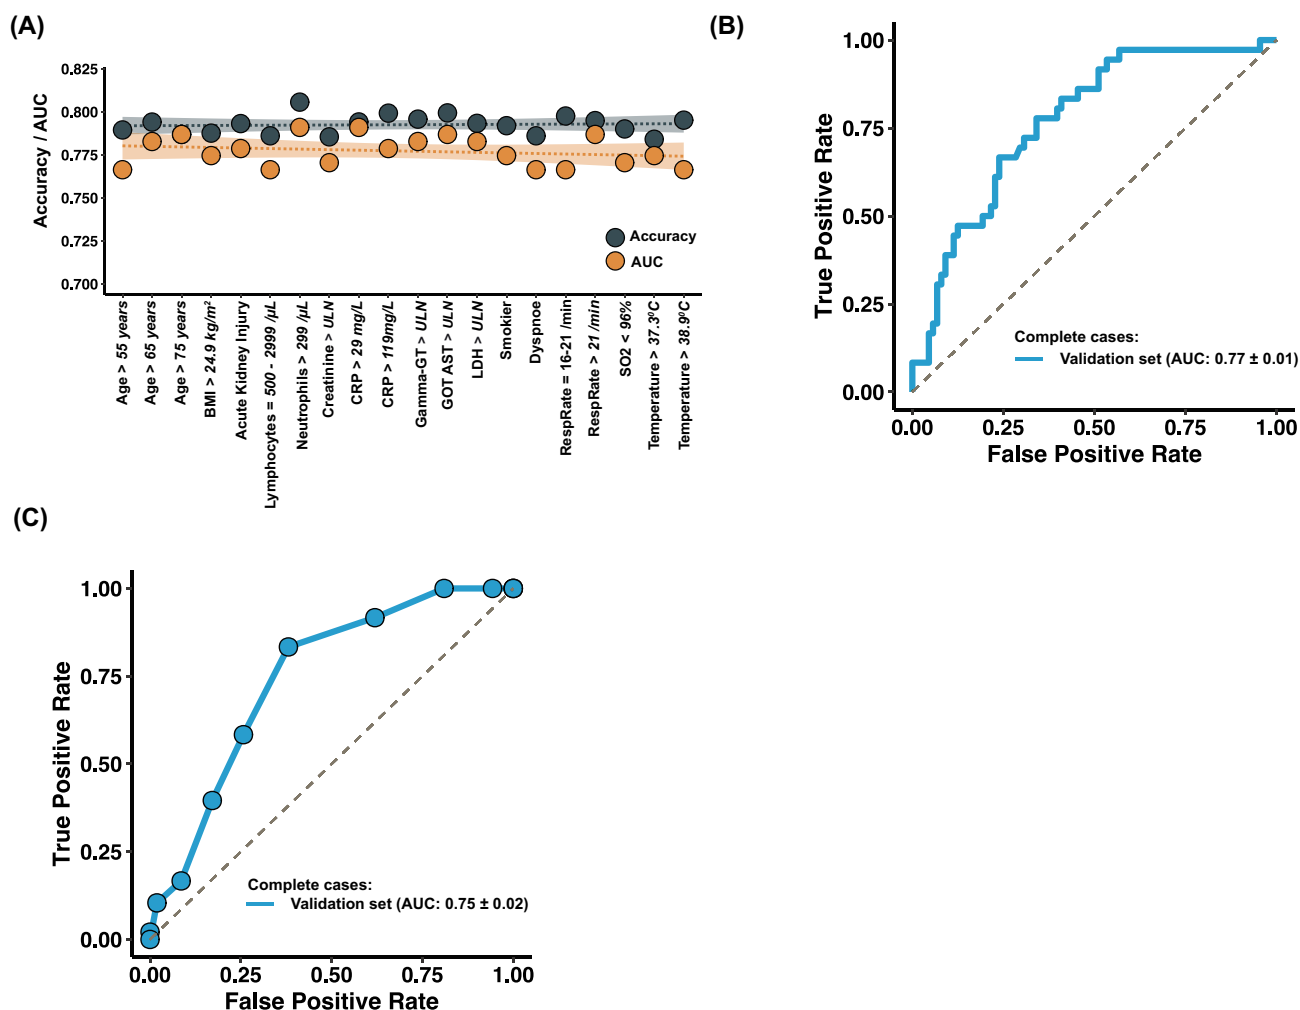 (A)
Accuracy / AUC
0.825
0.800
0.775
0.750
0.725
0.700
Accuracy
AUC
Age > 55 years
Age > 65 years
Age > 75 years
BMI > 24.9 kg/m²
Acute Kidney Injury
Lymphocytes = 500 - 2999 /µL
Neutrophils > 299 /µL
Creatinine > ULN
CRP > 29 mg/L
CRP > 119mg/L
Gamma-GT > ULN
GOT AST > ULN
LDH > ULN
Smokier
Dyspnoe
RespRate = 16-21 /min
RespRate > 21 /min
SO2 < 96%
Temperature > 37.3⁰C
Temperature > 38.9⁰C
(B)
True Positive Rate
1.00
0.75
0.50
0.25
0.00
Complete cases:
Validation set (AUC: 0.77 ± 0.01)
0.00 0.25 0.50 0.75 1.00
False Positive Rate
(C)
True Positive Rate
1.00
0.75
0.50
0.25
0.00
Complete cases:
Validation set (AUC: 0.75 ± 0.02)
0.00 0.25 0.50 0.75 1.00
False Positive Rate